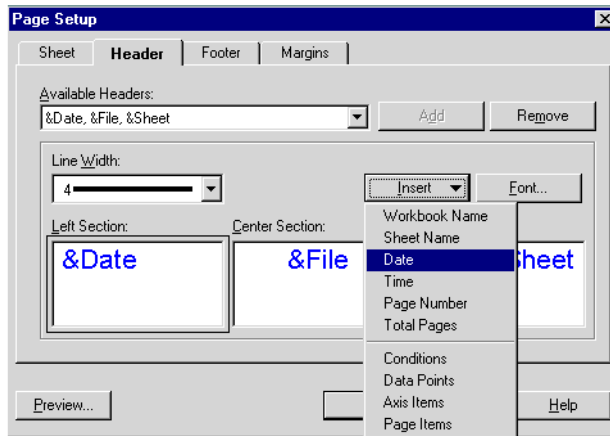 Page Setup
Sheet Header Footer Margins
Available Headers:
&Date, &File, &Sheet
Add Remove
Line Width:
4
Insert Font...
Left Section: Center Section:
&Date &File Sheet
Workbook Name
Sheet Name
Date
Time
Page Number
Total Pages
Conditions
Data Points
Axis Items
Page Items
Preview... Help